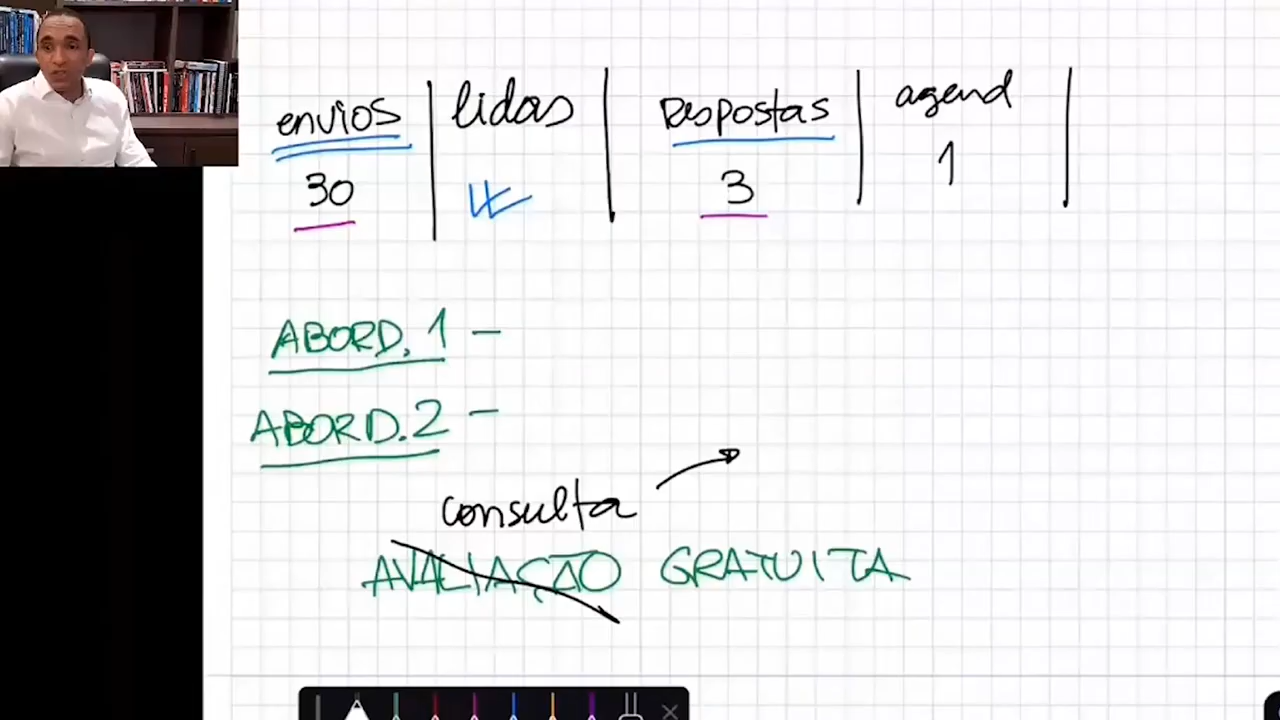 envios lidas Respostas agend
30 3 1
ABORD. 1 -
ABORD. 2 -
consulta
AVALIAÇÃO GRATUITA